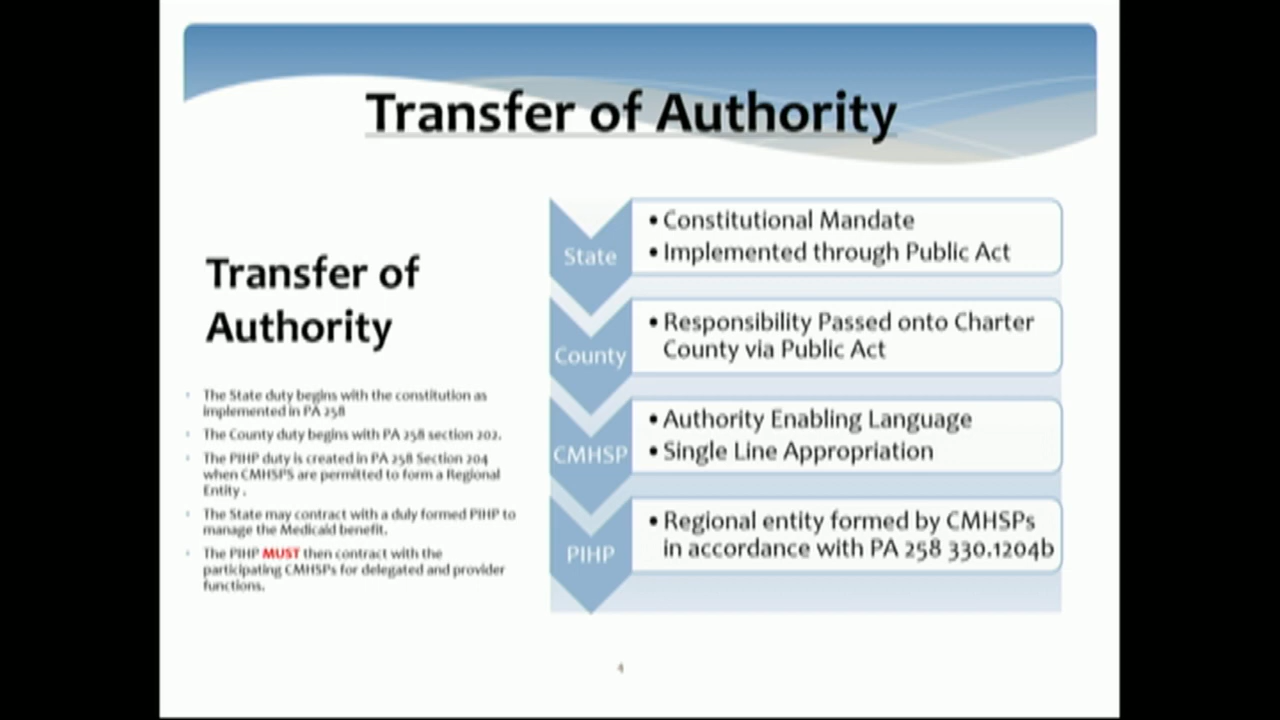 Transfer of Authority
Transfer of
Authority
The State duty begins with the constitution as
implemented in PA 258
The County duty begins with PA 258 section 202.
The PIHP duty is created in PA 258 Section 204
when CMHSPS are permitted to form a Regional
Entity .
The State may contract with a duly formed PIHP to
manage the Medicaid benefit.
The PIHP MUST then contract with the
participating CMHSPs for delegated and provider
functions.
State
• Constitutional Mandate
• Implemented through Public Act
County
• Responsibility Passed onto Charter
County via Public Act
CMHSP
• Authority Enabling Language
• Single Line Appropriation
PIHP
• Regional entity formed by CMHSPs
in accordance with PA 258 330.1204b
4